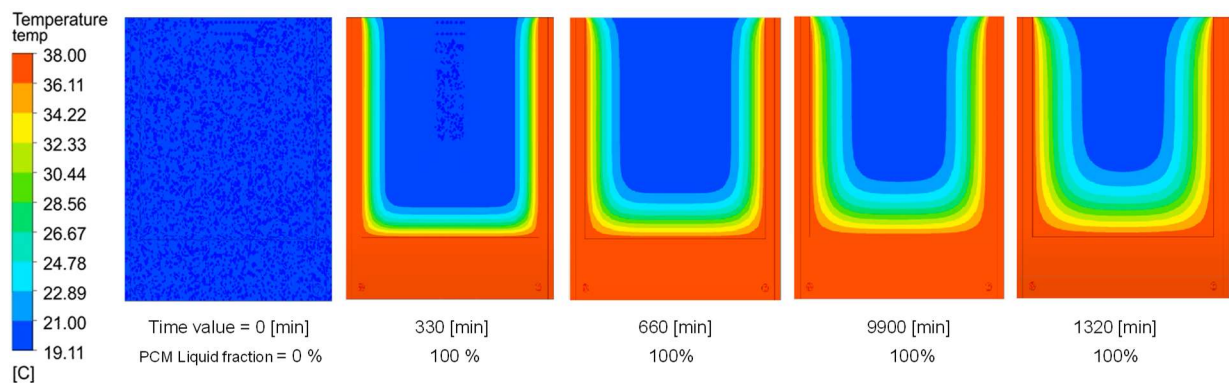 Temperature
temp
38.00
36.11
34.22
32.33
30.44
28.56
26.67
24.78
22.89
21.00
19.11
[C]
Time value = 0 [min] 330 [min] 660 [min] 9900 [min] 1320 [min]
PCM Liquid fraction = 0 % 100 % 100% 100% 100%